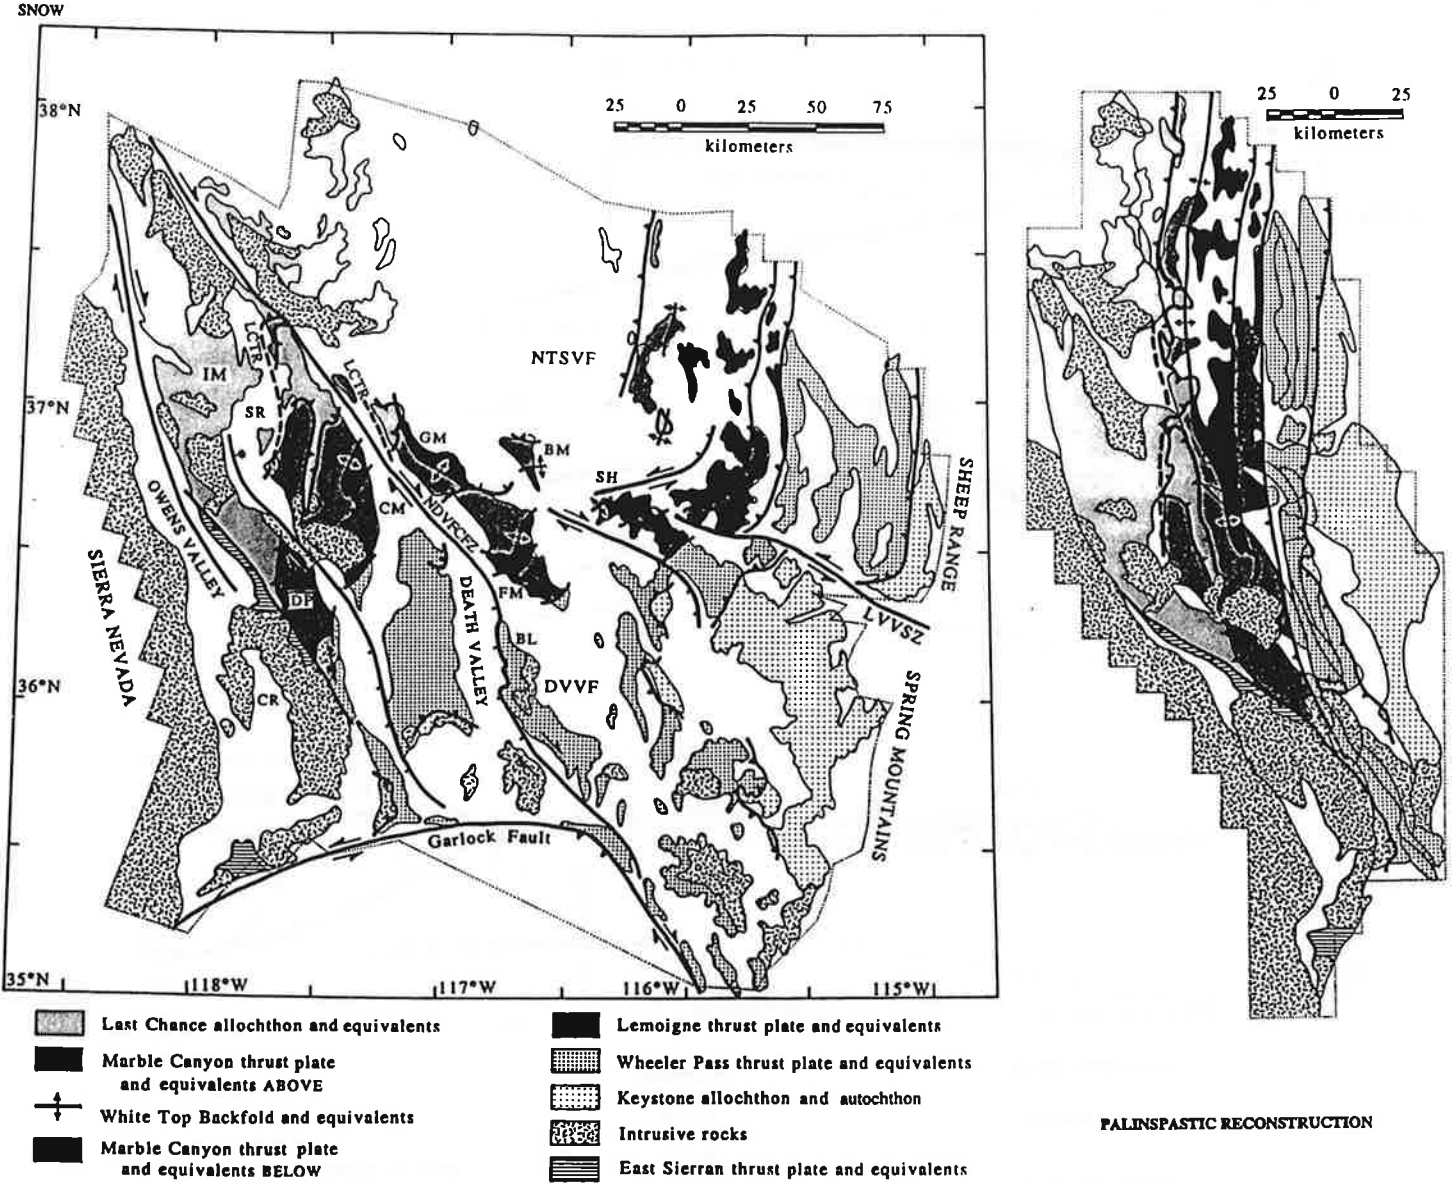 SNOW
38°N
37°N
36°N
35°N
118°W
117°W
116°W
115°W
25 0 25 50 75
kilometers
25 0 25
kilometers
NTSVF
LCTR
LCTR
IM
SR
GM
BM
SH
CM
NDVFCFZ
OWENS VALLEY
SIERRA NEVADA
DP
DEATH VALLEY
FM
BL
DVVF
CR
SHEEP RANGE
LVVSZ
SPRING MOUNTAINS
Garlock Fault
Last Chance allochthon and equivalents
Marble Canyon thrust plate
and equivalents ABOVE
White Top Backfold and equivalents
Marble Canyon thrust plate
and equivalents BELOW
Lemoigne thrust plate and equivalents
Wheeler Pass thrust plate and equivalents
Keystone allochthon and autochthon
Intrusive rocks
East Sierran thrust plate and equivalents
PALINSPASTIC RECONSTRUCTION